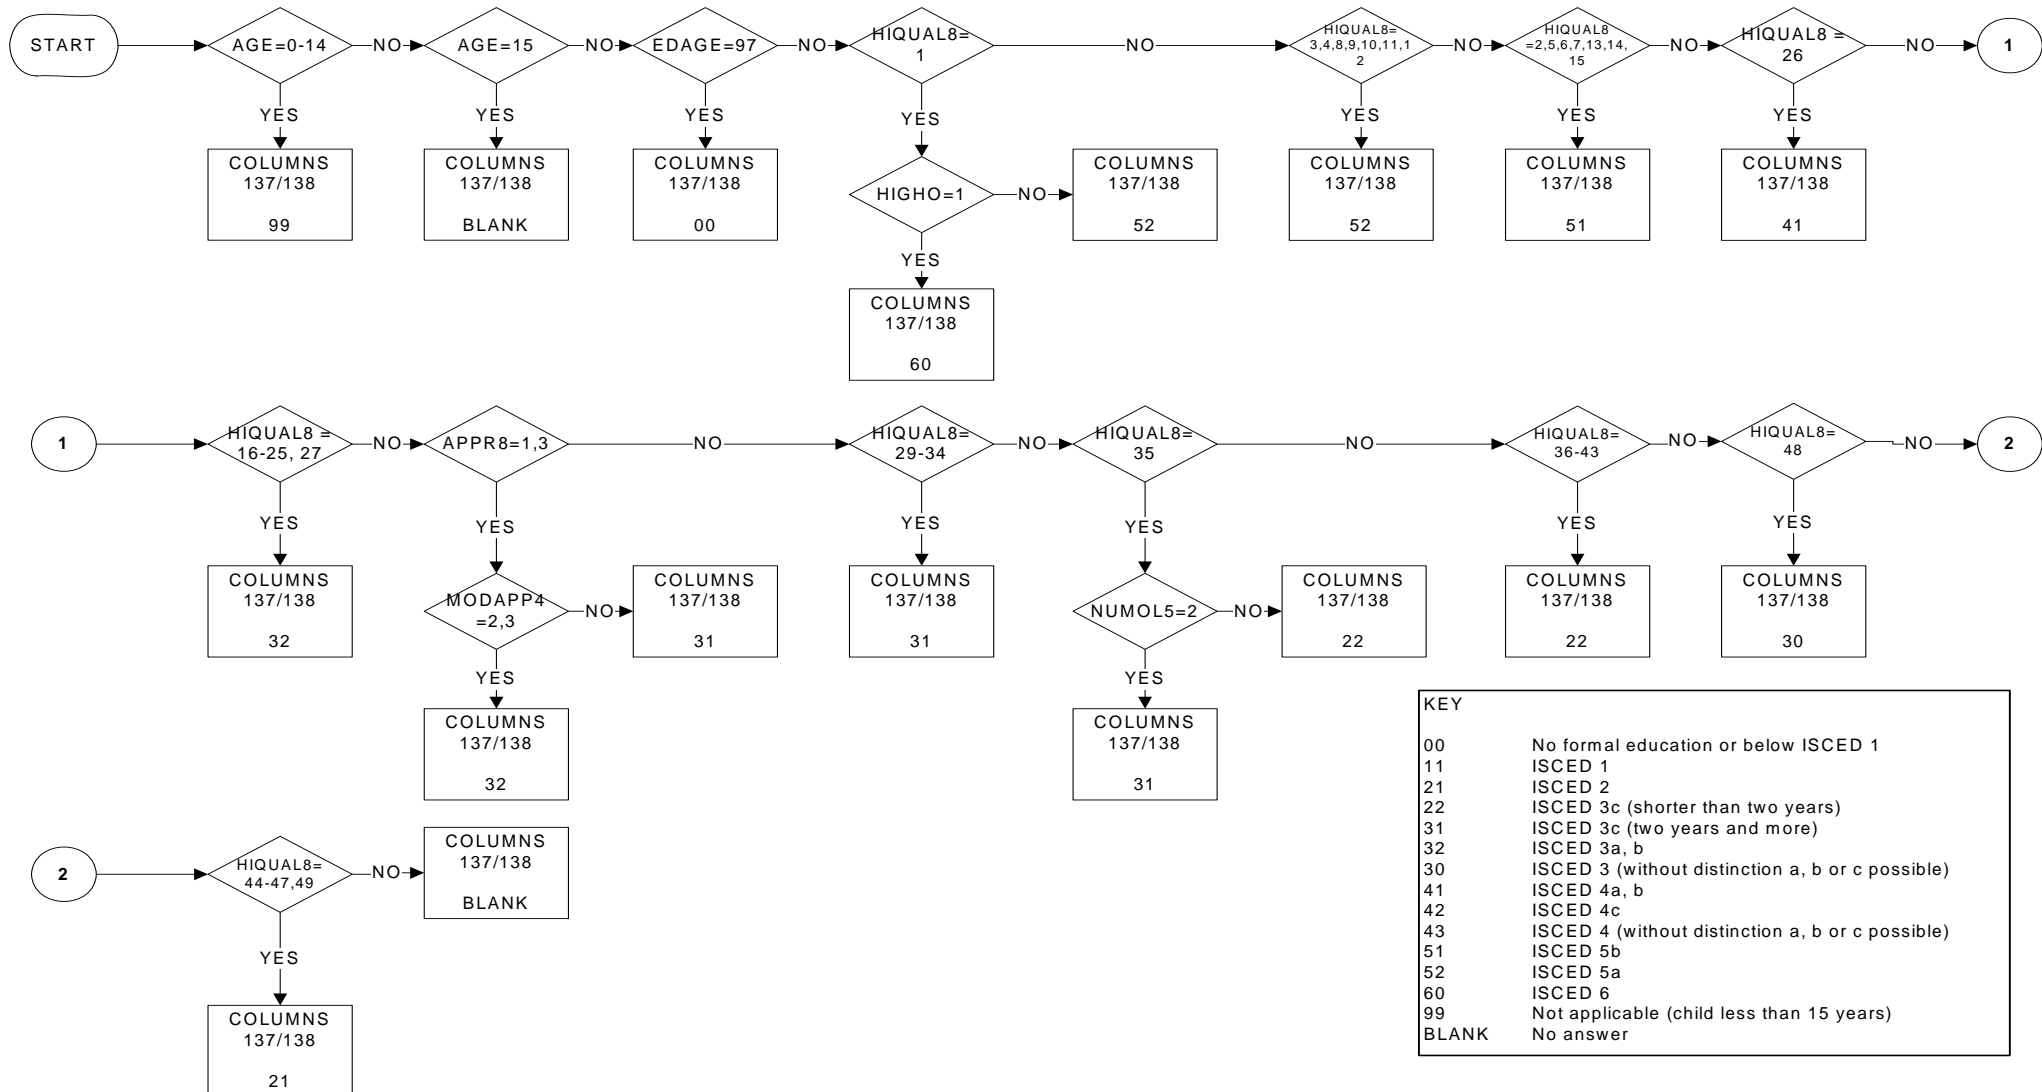 START
AGE=0-14
NO
AGE=15
NO
EDAGE=97
NO
HIQUAL8=
1
NO
HIQUAL8=
3,4,8,9,10,11,1
2
NO
HIQUAL8
=2,5,6,7,13,14,
15
NO
HIQUAL8 =
26
NO
1
YES
YES
YES
YES
YES
YES
YES
COLUMNS
137/138
99
COLUMNS
137/138
BLANK
COLUMNS
137/138
00
HIGHO=1
NO
COLUMNS
137/138
52
COLUMNS
137/138
52
COLUMNS
137/138
51
COLUMNS
137/138
41
YES
COLUMNS
137/138
60
1
HIQUAL8 =
16-25, 27
NO
APPR8=1,3
NO
HIQUAL8=
29-34
NO
HIQUAL8=
35
NO
HIQUAL8=
36-43
NO
HIQUAL8=
48
NO
2
YES
YES
YES
YES
YES
YES
COLUMNS
137/138
32
MODAPP4
=2,3
NO
COLUMNS
137/138
31
COLUMNS
137/138
31
NUMOL5=2
NO
COLUMNS
137/138
22
COLUMNS
137/138
22
COLUMNS
137/138
30
YES
COLUMNS
137/138
32
YES
COLUMNS
137/138
31
2
HIQUAL8=
44-47,49
NO
COLUMNS
137/138
BLANK
YES
COLUMNS
137/138
21
KEY
00 No formal education or below ISCED 1
11 ISCED 1
21 ISCED 2
22 ISCED 3c (shorter than two years)
31 ISCED 3c (two years and more)
32 ISCED 3a, b
30 ISCED 3 (without distinction a, b or c possible)
41 ISCED 4a, b
42 ISCED 4c
43 ISCED 4 (without distinction a, b or c possible)
51 ISCED 5b
52 ISCED 5a
60 ISCED 6
99 Not applicable (child less than 15 years)
BLANK No answer